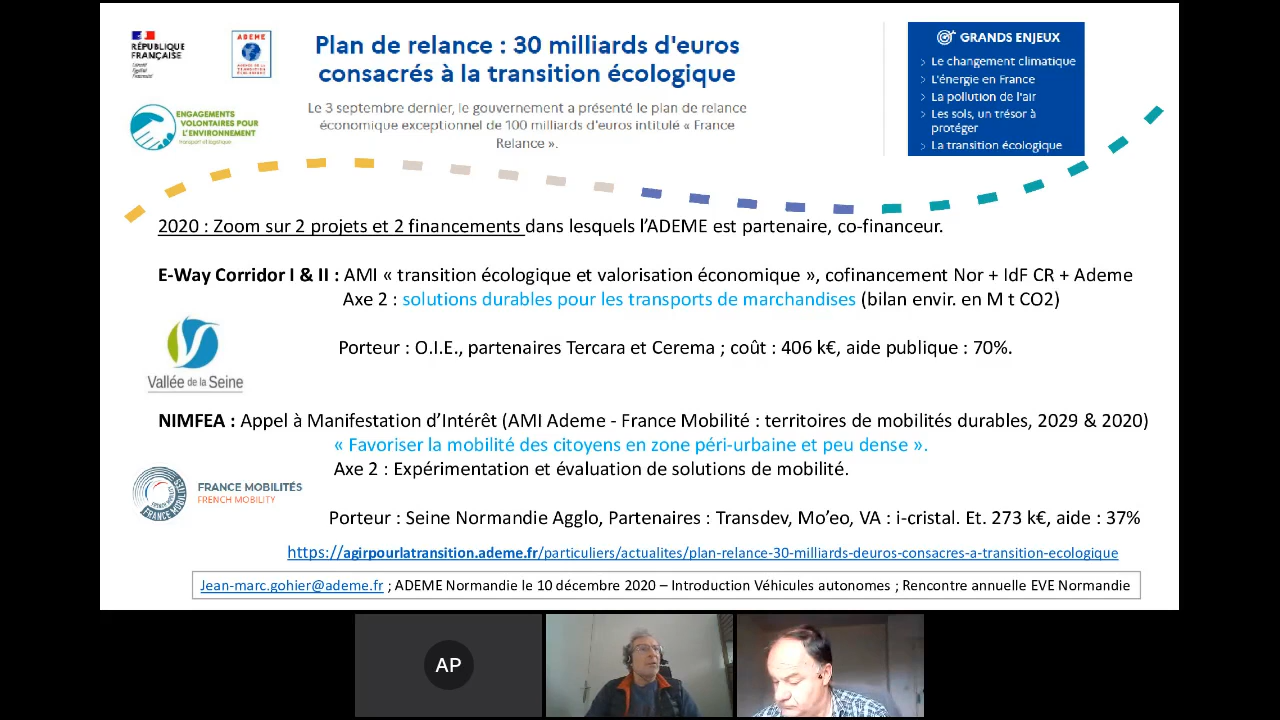 RÉPUBLIQUE
FRANÇAISE
Liberté
Égalité
Fraternité
ADEME
Plan de relance : 30 milliards d'euros
consacrés à la transition écologique
Le 3 septembre dernier, le gouvernement a présenté le plan de relance
économique exceptionnel de 100 milliards d'euros intitulé « France
Relance ».
GRANDS ENJEUX
Le changement climatique
L'énergie en France
La pollution de l'air
Les sols, un trésor à
protéger
La transition écologique
ENGAGEMENTS
VOLONTAIRES POUR
L'ENVIRONNEMENT
transport et logistique
2020 : Zoom sur 2 projets et 2 financements dans lesquels l'ADEME est partenaire, co-financeur.
E-Way Corridor I & II : AMI « transition écologique et valorisation économique », cofinancement Nor + IdF CR + Ademe
Axe 2 : solutions durables pour les transports de marchandises (bilan envir. en M t CO2)
Vallée de la Seine
Porteur : O.I.E., partenaires Tercara et Cerema ; coût : 406 k€, aide publique : 70%.
NIMFEA : Appel à Manifestation d'Intérêt (AMI Ademe - France Mobilité : territoires de mobilités durables, 2029 & 2020)
« Favoriser la mobilité des citoyens en zone péri-urbaine et peu dense ».
Axe 2 : Expérimentation et évaluation de solutions de mobilité.
FRANCE MOBILITÉS
FRENCH MOBILITY
Porteur : Seine Normandie Agglo, Partenaires : Transdev, Mo'eo, VA : i-cristal. Et. 273 k€, aide : 37%
https://agirpourlatransition.ademe.fr/particuliers/actualites/plan-relance-30-milliards-deuros-consacres-a-transition-ecologique
Jean-marc.gohier@ademe.fr ; ADEME Normandie le 10 décembre 2020 – Introduction Véhicules autonomes ; Rencontre annuelle EVE Normandie
AP